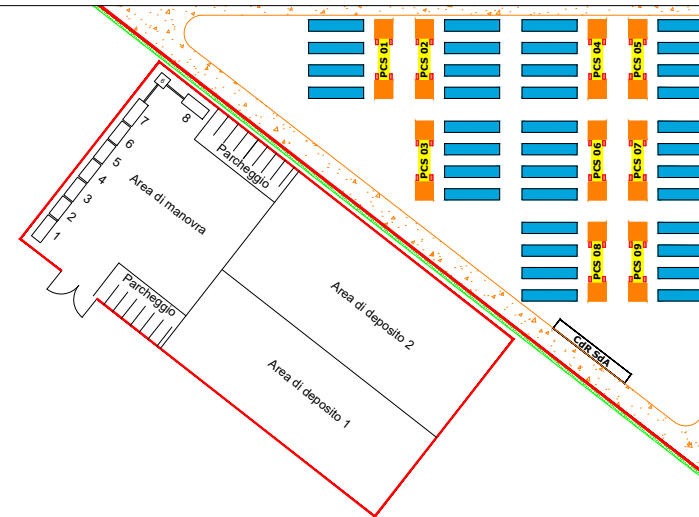 PCS 01
PCS 02
PCS 04
PCS 05
PCS 03
PCS 06
PCS 07
PCS 08
PCS 09
CdR SdA
6
8
7
6
5
4
3
2
1
Parcheggio
Area di manovra
Parcheggio
Area di deposito 2
Area di deposito 1